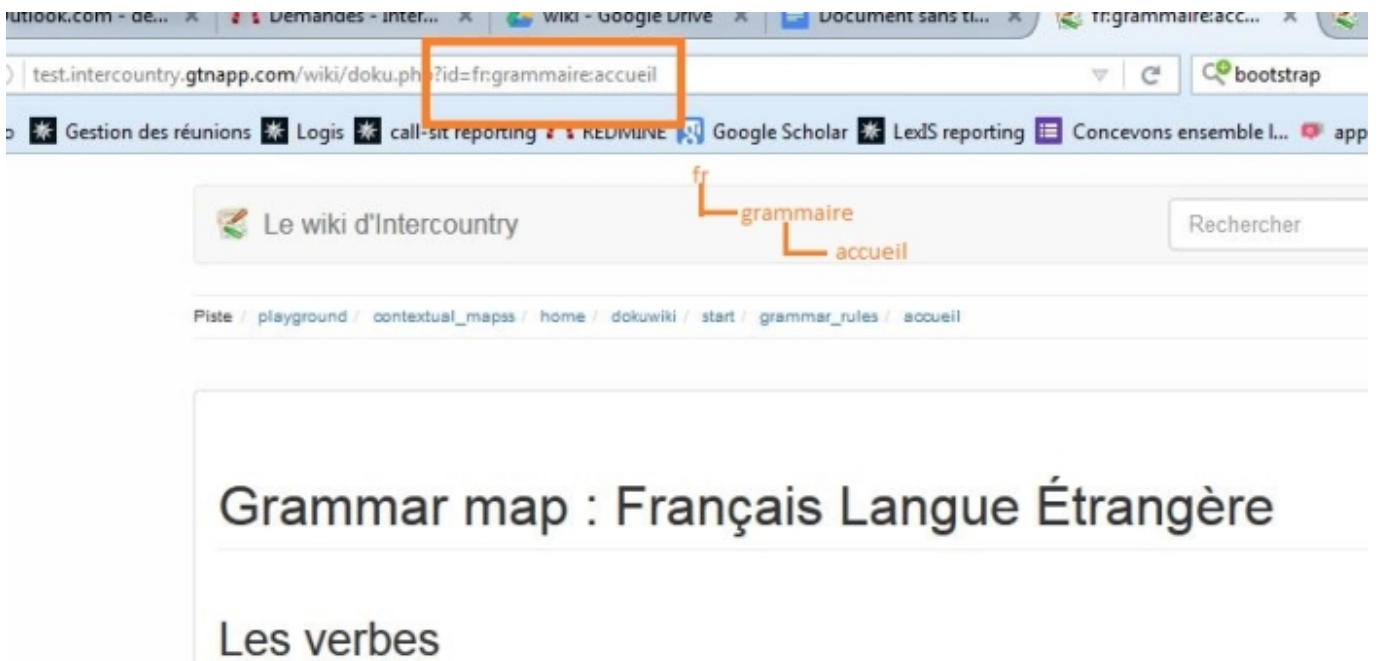 outlook.com - de...
Demandes - Inter...
wiki - Google Drive
Document sans ti...
fr:grammaire:acc...
test.intercountry.gtnapp.com/wiki/doku.php?id=fr:grammaire:accueil
bootstrap
Gestion des réunions
Logis
call-sit reporting
REDMINE
Google Scholar
LexIS reporting
Concevons ensemble l...
app
fr
grammaire
accueil
Le wiki d'Intercountry
Rechercher
Piste / playground / contextual_mapss / home / dokuwiki / start / grammar_rules / accueil
Grammar map : Français Langue Étrangère
Les verbes